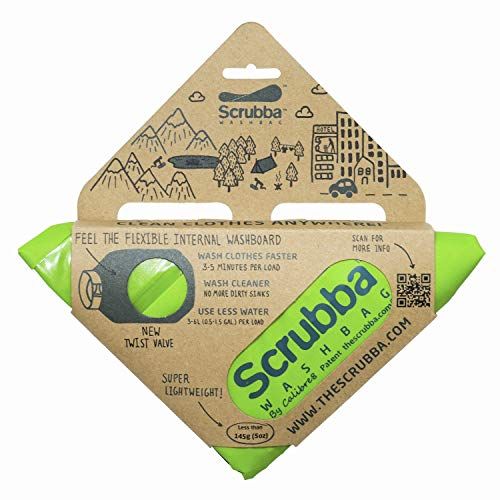 Scrubba™
WASHBAG
HOTEL
CLEAN CLOTHES ANYWHERE!
FEEL THE FLEXIBLE INTERNAL WASHBOARD
SCAN FOR
MORE INFO
WASH CLOTHES FASTER
3-5 MINUTES PER LOAD
WASH CLEANER
NO MORE DIRTY SINKS
USE LESS WATER
3-6L (0.5-1.5 GAL) PER LOAD
NEW
TWIST VALVE
Scrubba
WASHBAG
By Calibre8 Patent thescrubba.com
WWW.THESCRUBBA.COM
SUPER
LIGHTWEIGHT!
Less than
145g (5oz)